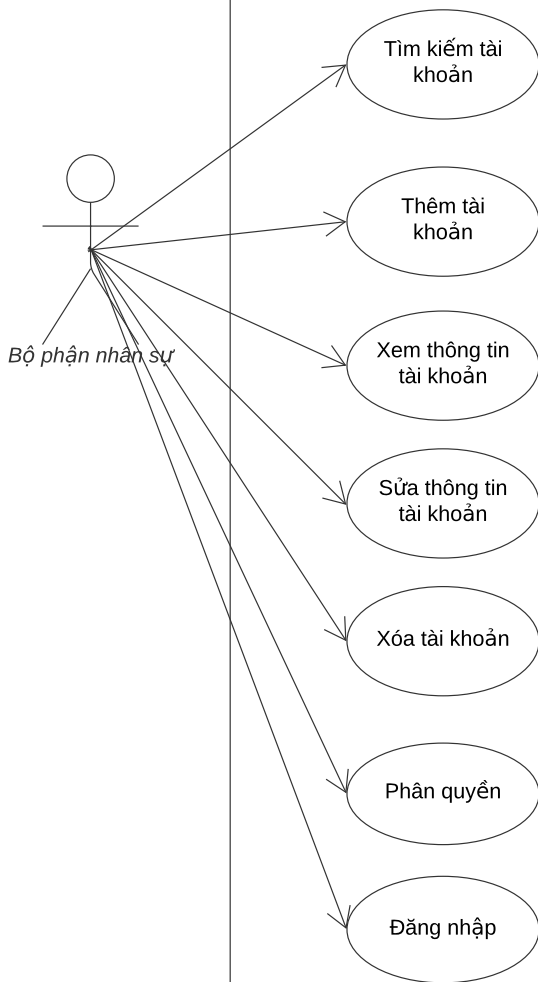 Tìm kiếm tài
khoản
Thêm tài
khoản
Bộ phận nhân sự
Xem thông tin
tài khoản
Sửa thông tin
tài khoản
Xóa tài khoản
Phân quyền
Đăng nhập